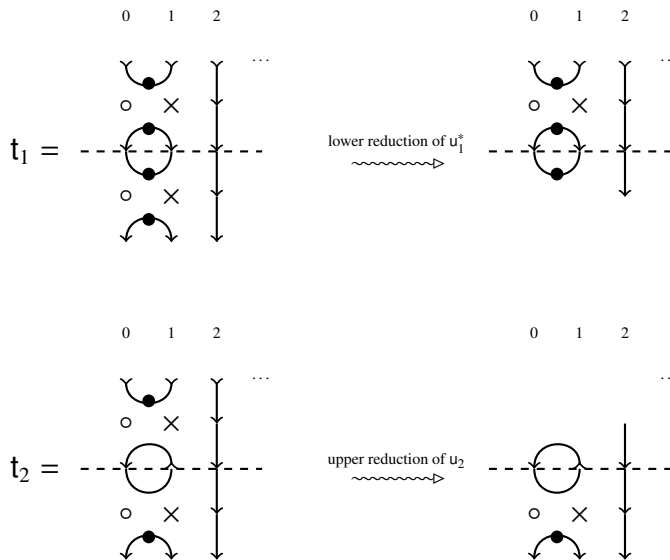 0 1 2
0 1 2
... ...
t₁ = lower reduction of u₁*
0 1 2
0 1 2
... ...
t₂ = upper reduction of u₂